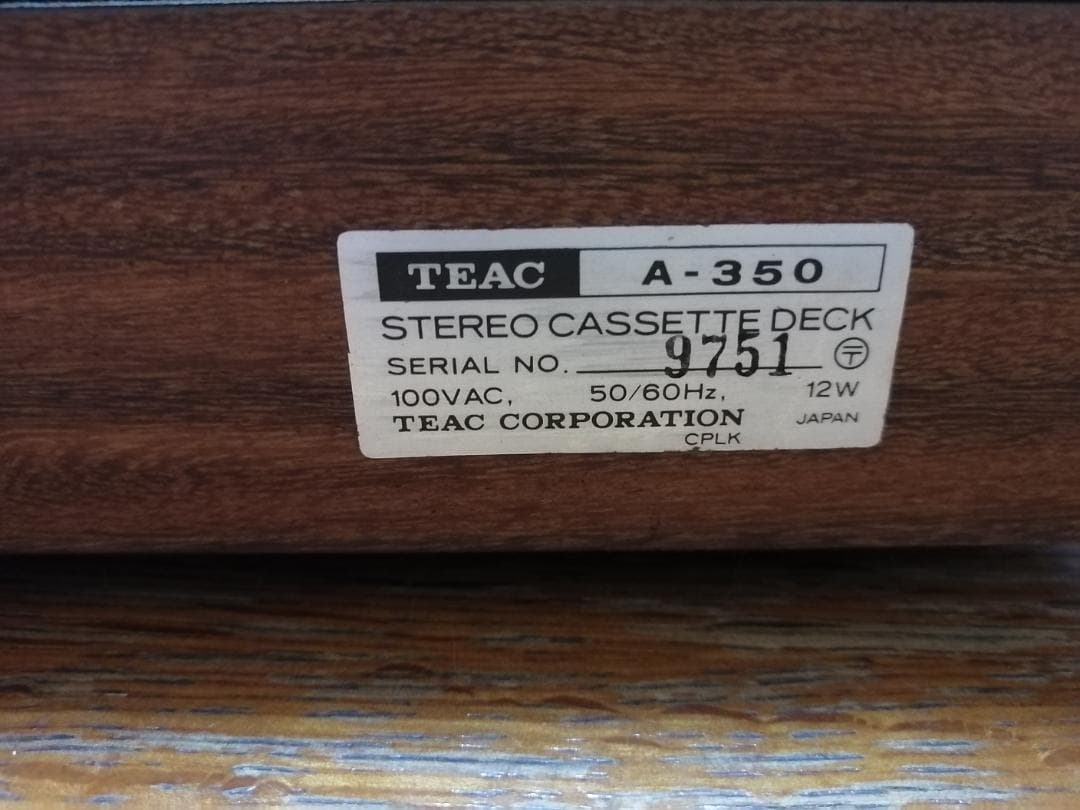 TEAC A-350
STEREO CASSETTE DECK
SERIAL NO. 9751 〶
100VAC, 50/60Hz, 12W
TEAC CORPORATION JAPAN
CPLK